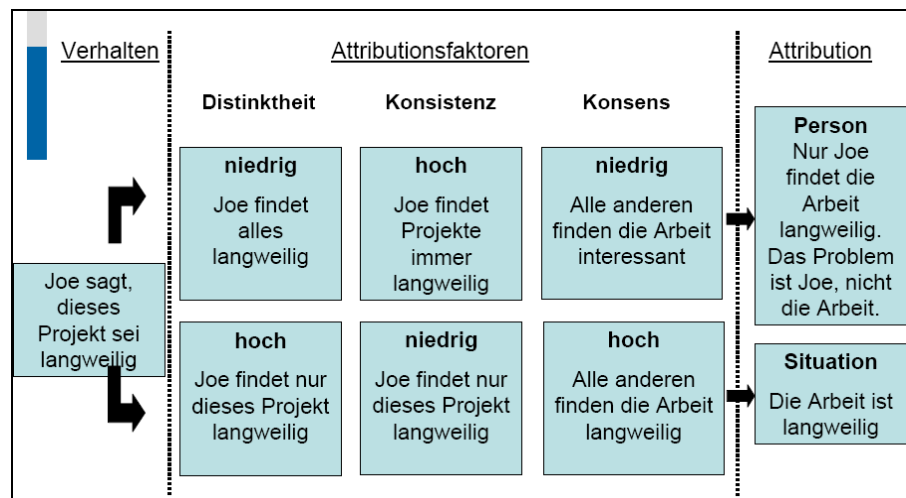 Verhalten
Attributionsfaktoren
Attribution
Distinktheit
Konsistenz
Konsens
Joe sagt,
dieses
Projekt sei
langweilig
niedrig
Joe findet
alles
langweilig
hoch
Joe findet
Projekte
immer
langweilig
niedrig
Alle anderen
finden die Arbeit
interessant
Person
Nur Joe
findet die
Arbeit
langweilig.
Das Problem
ist Joe, nicht
die Arbeit.
hoch
Joe findet nur
dieses Projekt
langweilig
niedrig
Joe findet nur
dieses Projekt
langweilig
hoch
Alle anderen
finden die Arbeit
langweilig
Situation
Die Arbeit ist
langweilig